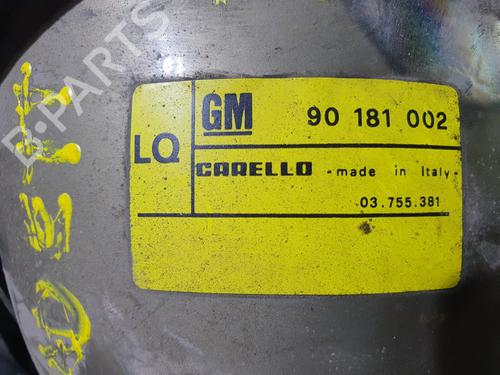 B-PARTS
GM 90 181 002
LQ
CARELLO - made in Italy -
03.755.381